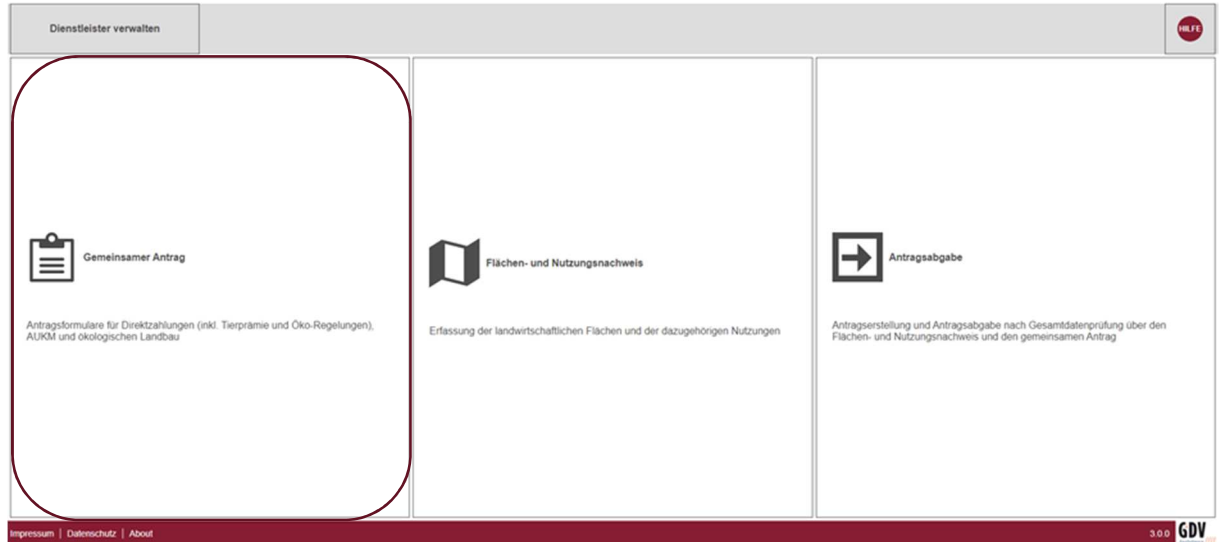 Dienstleister verwalten
HILFE
Gemeinsamer Antrag
Antragsformulare für Direktzahlungen (inkl. Tierprämie und Öko-Regelungen),
AUKM und ökologischen Landbau
Flächen- und Nutzungsnachweis
Erfassung der landwirtschaftlichen Flächen und der dazugehörigen Nutzungen
Antragsabgabe
Antragserstellung und Antragsabgabe nach Gesamtdatenprüfung über den
Flächen- und Nutzungsnachweis und den gemeinsamen Antrag
Impressum | Datenschutz | About
3.0.0 GDV